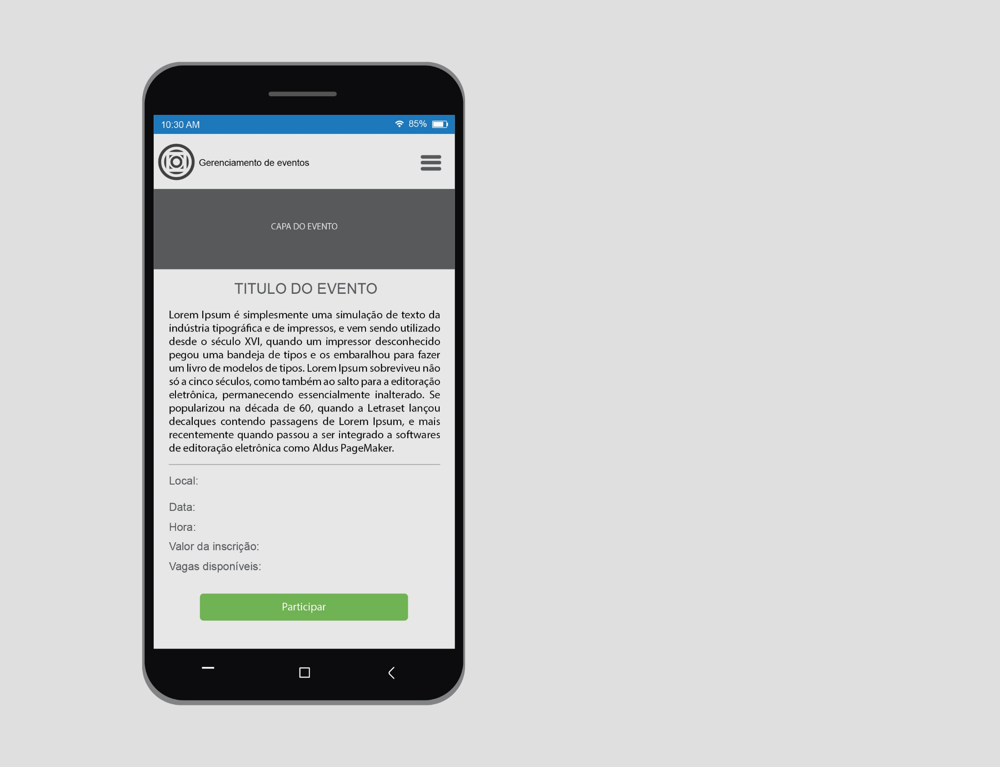 10:30 AM 85%
Gerenciamento de eventos
CAPA DO EVENTO
TITULO DO EVENTO
Lorem Ipsum é simplesmente uma simulação de texto da
indústria tipográfica e de impressos, e vem sendo utilizado
desde o século XVI, quando um impressor desconhecido
pegou uma bandeja de tipos e os embaralhou para fazer
um livro de modelos de tipos. Lorem Ipsum sobreviveu não
só a cinco séculos, como também ao salto para a editoração
eletrônica, permanecendo essencialmente inalterado. Se
popularizou na década de 60, quando a Letraset lançou
decalques contendo passagens de Lorem Ipsum, e mais
recentemente quando passou a ser integrado a softwares
de editoração eletrônica como Aldus PageMaker.
Local:
Data:
Hora:
Valor da inscrição:
Vagas disponíveis:
Participar